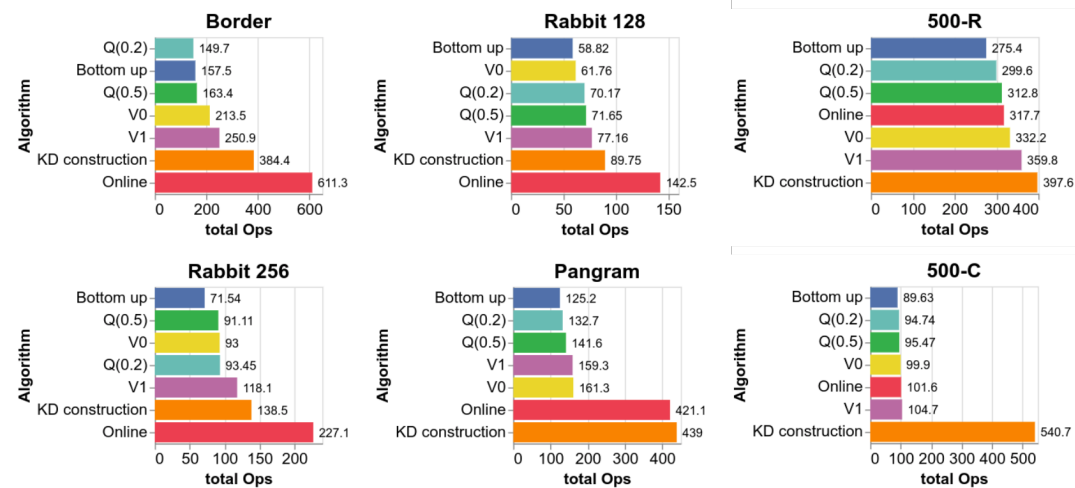 Border
Algorithm
Q(0.2) 149.7
Bottom up 157.5
Q(0.5) 163.4
V0 213.5
V1 250.9
KD construction 384.4
Online 611.3
0 200 400 600
total Ops
Rabbit 128
Algorithm
Bottom up 58.82
V0 61.76
Q(0.2) 70.17
Q(0.5) 71.65
V1 77.16
KD construction 89.75
Online 142.5
0 50 100 150
total Ops
500-R
Algorithm
Bottom up 275.4
Q(0.2) 299.6
Q(0.5) 312.8
Online 317.7
V0 332.2
V1 359.8
KD construction 397.6
0 100 200 300 400
total Ops
Rabbit 256
Algorithm
Bottom up 71.54
Q(0.5) 91.11
V0 93
Q(0.2) 93.45
V1 118.1
KD construction 138.5
Online 227.1
0 50 100 150 200
total Ops
Pangram
Algorithm
Bottom up 125.2
Q(0.2) 132.7
Q(0.5) 141.6
V1 159.3
V0 161.3
Online 421.1
KD construction 439
0 100 200 300 400
total Ops
500-C
Algorithm
Bottom up 89.63
Q(0.2) 94.74
Q(0.5) 95.47
V0 99.9
Online 101.6
V1 104.7
KD construction 540.7
0 100 200 300 400 500
total Ops